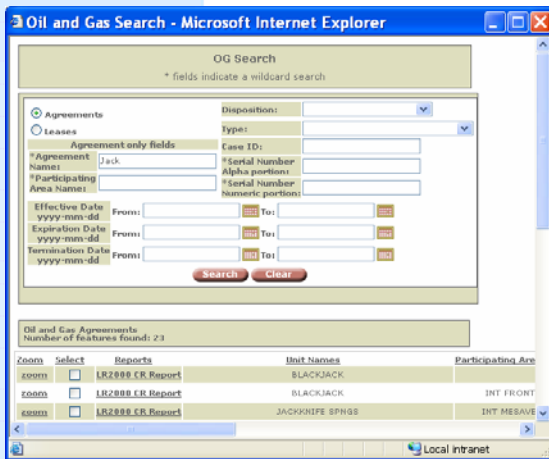 Oil and Gas Search - Microsoft Internet Explorer
OG Search
* fields indicate a wildcard search
Agreements
Leases
Agreement only fields
*Agreement Name: Jack
*Participating Area Name:
Disposition:
Type:
Case ID:
*Serial Number Alpha portion:
*Serial Number Numeric portion:
Effective Date yyyy-mm-dd From: To:
Expiration Date yyyy-mm-dd From: To:
Termination Date yyyy-mm-dd From: To:
Search Clear
Oil and Gas Agreements
Number of features found: 23
Zoom Select Reports Unit Names Participating Are
zoom LR2000 CR Report BLACKJACK
zoom LR2000 CR Report BLACKJACK INT FRONT
zoom LR2000 CR Report JACKKNIFE SPNGS INT MESAVE
Local intranet